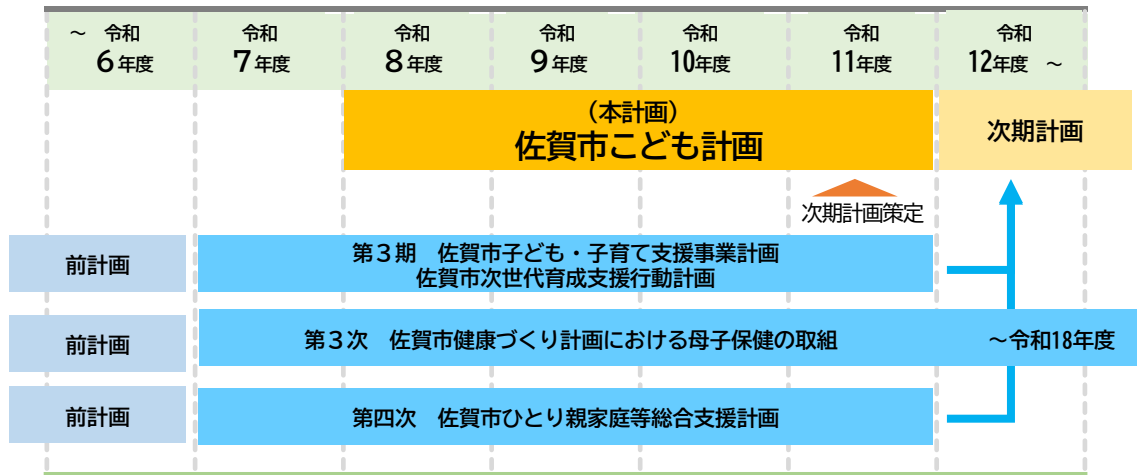 ～ 令和 6年度
令和 7年度
令和 8年度
令和 9年度
令和 10年度
令和 11年度
令和 12年度 ～
（本計画）
佐賀市こども計画
次期計画
次期計画策定
前計画
第３期　佐賀市子ども・子育て支援事業計画
佐賀市次世代育成支援行動計画
前計画
第３次　佐賀市健康づくり計画における母子保健の取組
～令和18年度
前計画
第四次　佐賀市ひとり親家庭等総合支援計画